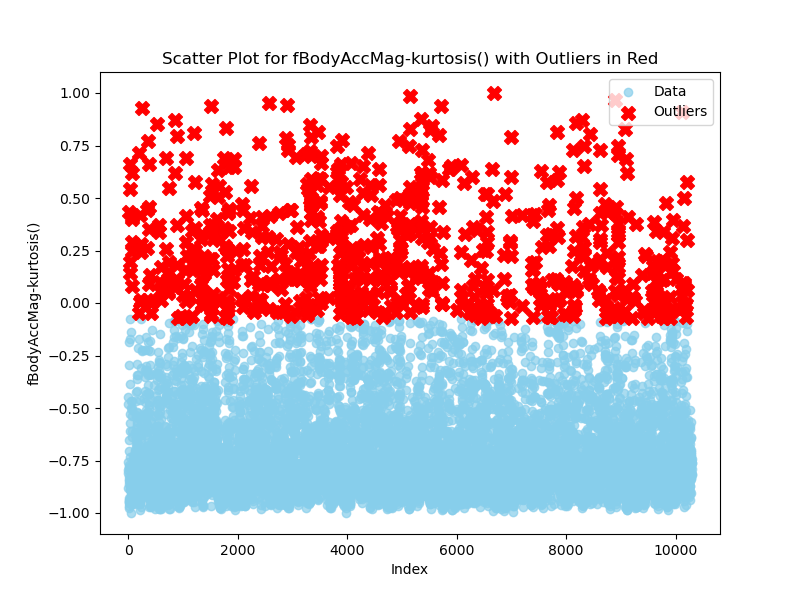 Scatter Plot for fBodyAccMag-kurtosis() with Outliers in Red
Data
Outliers
fBodyAccMag-kurtosis()
1.00
0.75
0.50
0.25
0.00
−0.25
−0.50
−0.75
−1.00
0 2000 4000 6000 8000 10000
Index